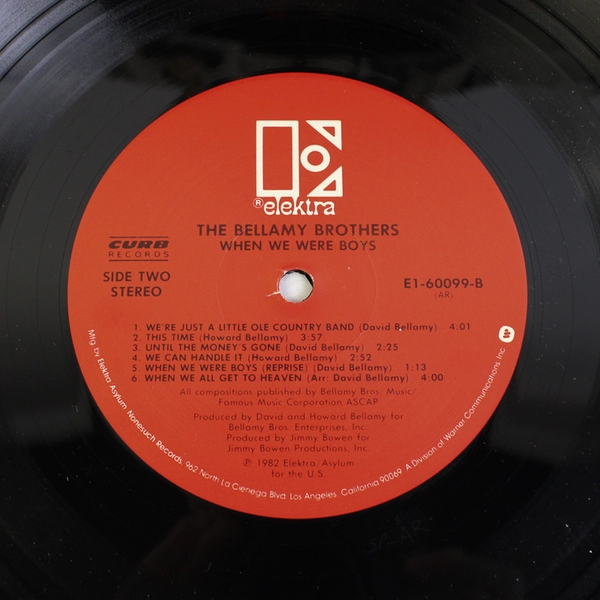 ® elektra
THE BELLAMY BROTHERS
WHEN WE WERE BOYS
CURB
RECORDS
SIDE TWO
STEREO
E1-60099-B
(AR)
1. WE'RE JUST A LITTLE OLE COUNTRY BAND (David Bellamy) 4:01
2. THIS TIME (Howard Bellamy) 3:57
3. UNTIL THE MONEY'S GONE (David Bellamy) 2:25
4. WE CAN HANDLE IT (Howard Bellamy) 2:52
5. WHEN WE WERE BOYS (REPRISE) (David Bellamy) 1:13
6. WHEN WE ALL GET TO HEAVEN (Arr: David Bellamy) 4:00
All compositions published by Bellamy Bros. Music/
Famous Music Corporation ASCAP
Produced by David and Howard Bellamy for
Bellamy Bros. Enterprises, Inc.
Produced by Jimmy Bowen for
Jimmy Bowen Productions, Inc.
℗ 1982 Elektra/Asylum
for the U.S.
Mfg. by Elektra/Asylum/Nonesuch Records, 962 North La Cienega Blvd. Los Angeles, California 90069. A Division of Warner Communications, Inc.